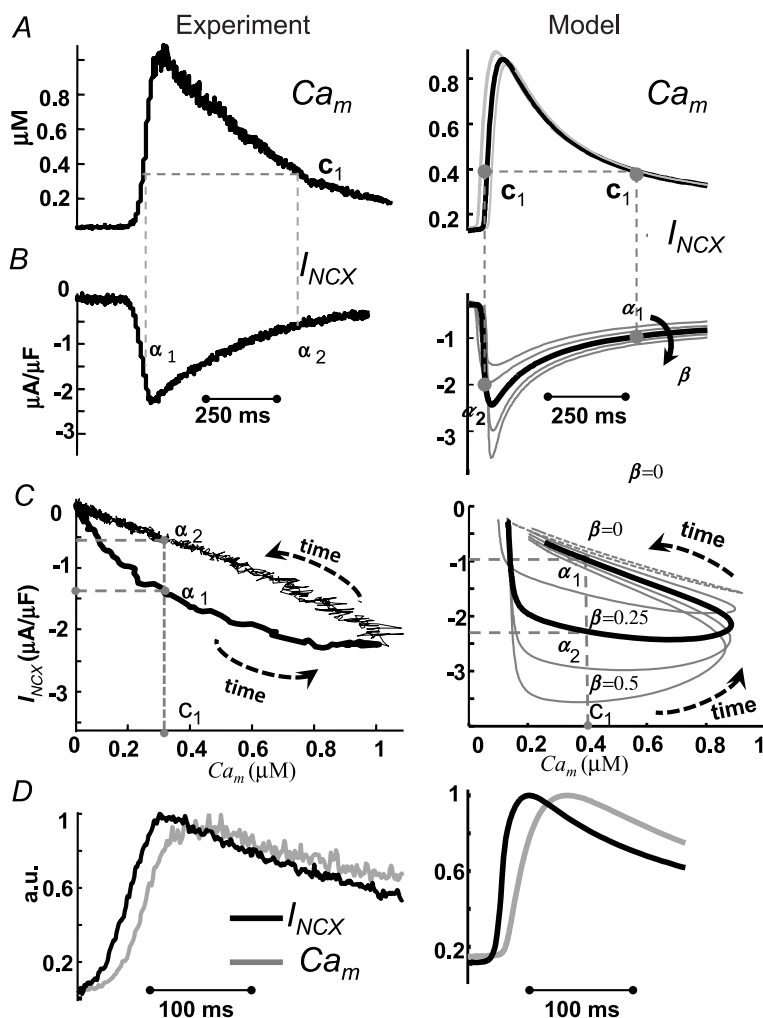 Experiment Model
A
μM
0.8
0.6
0.4
0.2
Ca_m
c₁
0.8
0.6
0.4
0.2
Ca_m
c₁
c₁
B
μA/μF
0
-1
-2
-3
I_NCX
α₁
α₂
250 ms
I_NCX
-1
-2
-3
α₁
β
α₂
250 ms
β=0
C
I_NCX (μA/μF)
0
-1
-2
-3
α₂
α₁
time
time
C₁
0 0.2 0.4 0.6 0.8 1
Ca_m (μM)
0
-1
-2
-3
β=0
time
α₁
β=0.25
α₂
β=0.5
time
C₁
0 0.2 0.4 0.6 0.8 1
Ca_m (μM)
D
a.u.
1
0.6
0.2
I_NCX
Ca_m
100 ms
1
0.6
0.2
100 ms